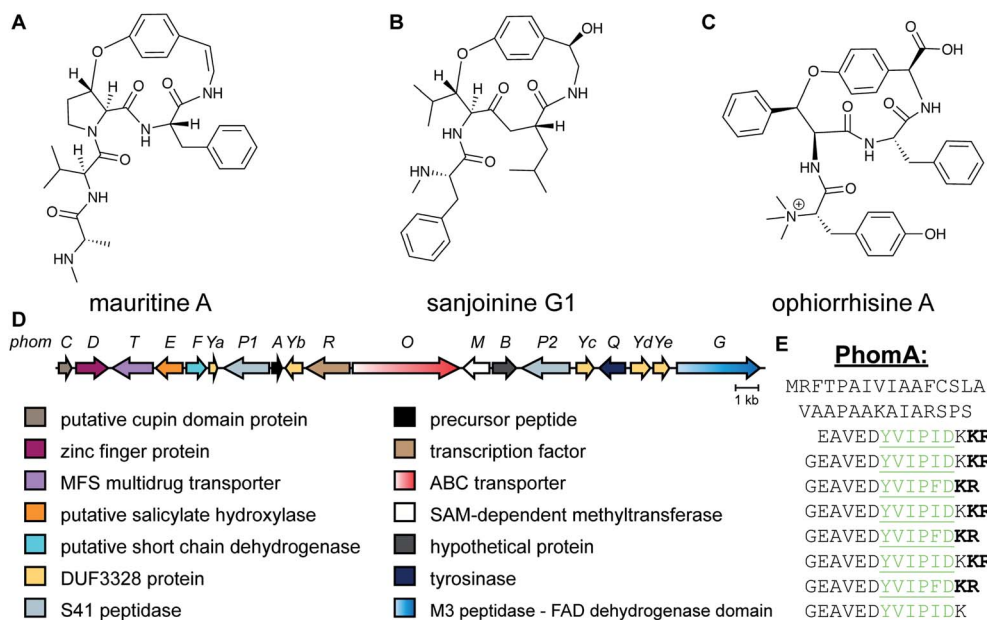 A
B
C
O
H
H
N
O
N
H
O
H
NH
O
H
NH
O
HN
OH
O
H
H
O
O
NH
H
HN
O
HN
O
OH
O
O
O
NH
N
H
NH
O
N
+
OH
mauritine A
sanjoinine G1
ophiorrhisine A
D
phom C D T E F Ya P1 A Yb R O M B P2 Yc Q Yd Ye G
1 kb
putative cupin domain protein
zinc finger protein
MFS multidrug transporter
putative salicylate hydroxylase
putative short chain dehydrogenase
DUF3328 protein
S41 peptidase
precursor peptide
transcription factor
ABC transporter
SAM-dependent methyltransferase
hypothetical protein
tyrosinase
M3 peptidase - FAD dehydrogenase domain
E
PhomA:
MRFTPAIVIAAFCSLA
VAAPAAKAIARSPS
EAVEDYVIPIDKKR
GEAVEDYVIPIDKKR
GEAVEDYVIPFDKR
GEAVEDYVIPIDKKR
GEAVEDYVIPFDKR
GEAVEDYVIPIDKKR
GEAVEDYVIPFDKR
GEAVEDYVIPIDK